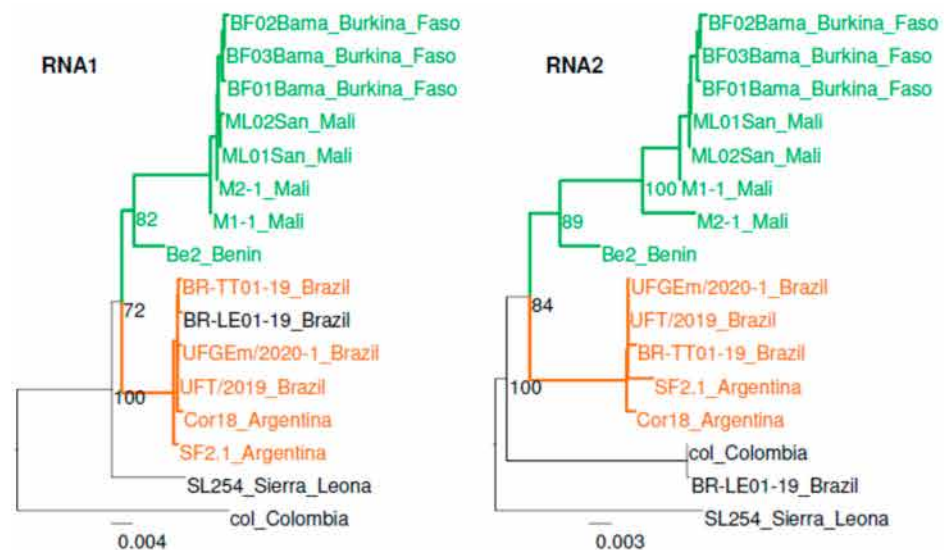 RNA1
BF02Bama_Burkina_Faso
BF03Bama_Burkina_Faso
BF01Bama_Burkina_Faso
ML02San_Mali
ML01San_Mali
M2-1_Mali
M1-1_Mali
82
Be2_Benin
BR-TT01-19_Brazil
72
BR-LE01-19_Brazil
UFGEm/2020-1_Brazil
UFT/2019_Brazil
100
Cor18_Argentina
SF2.1_Argentina
SL254_Sierra_Leona
col_Colombia
0.004
RNA2
BF02Bama_Burkina_Faso
BF03Bama_Burkina_Faso
BF01Bama_Burkina_Faso
ML01San_Mali
ML02San_Mali
100 M1-1_Mali
M2-1_Mali
89
Be2_Benin
UFGEm/2020-1_Brazil
84
UFT/2019_Brazil
BR-TT01-19_Brazil
100
SF2.1_Argentina
Cor18_Argentina
col_Colombia
BR-LE01-19_Brazil
SL254_Sierra_Leona
0.003